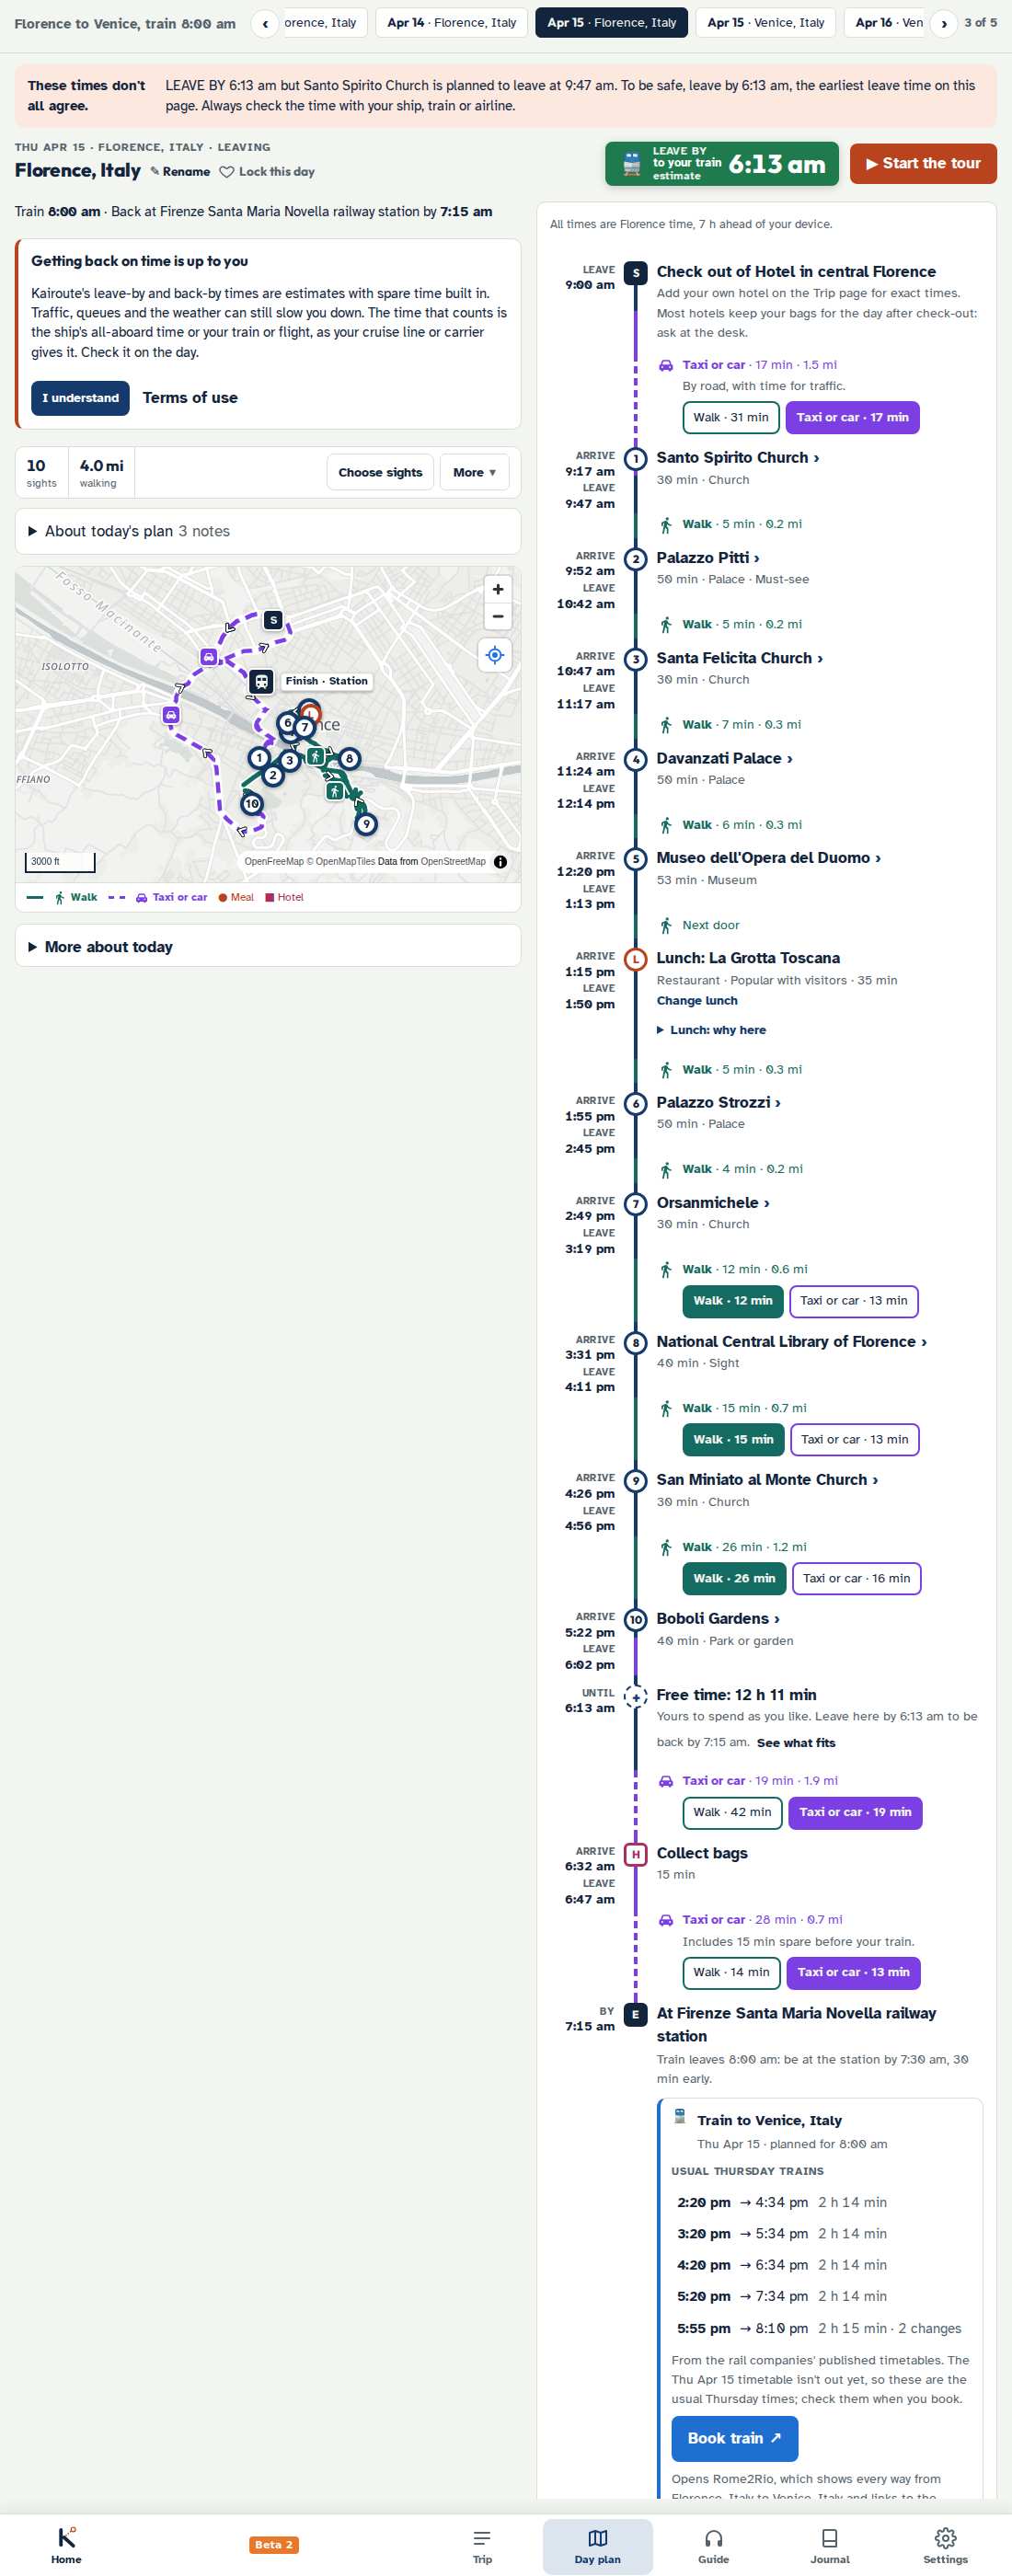 Florence to Venice, train 8:00 am
‹
orence, Italy
Apr 14 · Florence, Italy
Apr 15 · Florence, Italy
Apr 15 · Venice, Italy
Apr 16 · Ven
›
3 of 5
These times don't all agree.
LEAVE BY 6:13 am but Santo Spirito Church is planned to leave at 9:47 am. To be safe, leave by 6:13 am, the earliest leave time on this
page. Always check the time with your ship, train or airline.
THU APR 15 · FLORENCE, ITALY · LEAVING
Florence, Italy ✎ Rename Lock this day
LEAVE BY
to your train
estimate
6:13 am
▶ Start the tour
Train 8:00 am · Back at Firenze Santa Maria Novella railway station by 7:15 am
Getting back on time is up to you
Kairoute's leave-by and back-by times are estimates with spare time built in.
Traffic, queues and the weather can still slow you down. The time that counts is
the ship's all-aboard time or your train or flight, as your cruise line or carrier
gives it. Check it on the day.
I understand
Terms of use
10
sights
4.0 mi
walking
Choose sights
More ▾
▶ About today's plan 3 notes
Fosso Macinante
ISOLOTTO
FFIANO
nce
S
Finish · Station
6
7
1
2
3
8
9
10
L
+
−
3000 ft
OpenFreeMap © OpenMapTiles Data from OpenStreetMap
Walk
Taxi or car
Meal
Hotel
▶ More about today
All times are Florence time, 7 h ahead of your device.
LEAVE
9:00 am
S
Check out of Hotel in central Florence
Add your own hotel on the Trip page for exact times.
Most hotels keep your bags for the day after check-out:
ask at the desk.
Taxi or car · 17 min · 1.5 mi
By road, with time for traffic.
Walk · 31 min
Taxi or car · 17 min
ARRIVE
9:17 am
LEAVE
9:47 am
1
Santo Spirito Church ›
30 min · Church
Walk · 5 min · 0.2 mi
ARRIVE
9:52 am
LEAVE
10:42 am
2
Palazzo Pitti ›
50 min · Palace · Must-see
Walk · 5 min · 0.2 mi
ARRIVE
10:47 am
LEAVE
11:17 am
3
Santa Felicita Church ›
30 min · Church
Walk · 7 min · 0.3 mi
ARRIVE
11:24 am
LEAVE
12:14 pm
4
Davanzati Palace ›
50 min · Palace
Walk · 6 min · 0.3 mi
ARRIVE
12:20 pm
LEAVE
1:13 pm
5
Museo dell'Opera del Duomo ›
53 min · Museum
Next door
ARRIVE
1:15 pm
LEAVE
1:50 pm
L
Lunch: La Grotta Toscana
Restaurant · Popular with visitors · 35 min
Change lunch
▶ Lunch: why here
Walk · 5 min · 0.3 mi
ARRIVE
1:55 pm
LEAVE
2:45 pm
6
Palazzo Strozzi ›
50 min · Palace
Walk · 4 min · 0.2 mi
ARRIVE
2:49 pm
LEAVE
3:19 pm
7
Orsanmichele ›
30 min · Church
Walk · 12 min · 0.6 mi
Walk · 12 min
Taxi or car · 13 min
ARRIVE
3:31 pm
LEAVE
4:11 pm
8
National Central Library of Florence ›
40 min · Sight
Walk · 15 min · 0.7 mi
Walk · 15 min
Taxi or car · 13 min
ARRIVE
4:26 pm
LEAVE
4:56 pm
9
San Miniato al Monte Church ›
30 min · Church
Walk · 26 min · 1.2 mi
Walk · 26 min
Taxi or car · 16 min
ARRIVE
5:22 pm
LEAVE
6:02 pm
10
Boboli Gardens ›
40 min · Park or garden
UNTIL
6:13 am
+
Free time: 12 h 11 min
Yours to spend as you like. Leave here by 6:13 am to be
back by 7:15 am. See what fits
Taxi or car · 19 min · 1.9 mi
Walk · 42 min
Taxi or car · 19 min
ARRIVE
6:32 am
LEAVE
6:47 am
H
Collect bags
15 min
Taxi or car · 28 min · 0.7 mi
Includes 15 min spare before your train.
Walk · 14 min
Taxi or car · 13 min
BY
7:15 am
E
At Firenze Santa Maria Novella railway
station
Train leaves 8:00 am: be at the station by 7:30 am, 30
min early.
Train to Venice, Italy
Thu Apr 15 · planned for 8:00 am
USUAL THURSDAY TRAINS
2:20 pm → 4:34 pm 2 h 14 min
3:20 pm → 5:34 pm 2 h 14 min
4:20 pm → 6:34 pm 2 h 14 min
5:20 pm → 7:34 pm 2 h 14 min
5:55 pm → 8:10 pm 2 h 15 min · 2 changes
From the rail companies' published timetables. The
Thu Apr 15 timetable isn't out yet, so these are the
usual Thursday times; check them when you book.
Book train ↗
Opens Rome2Rio, which shows every way from
Florence, Italy to Venice, Italy and links to the
Home
Beta 2
Trip
Day plan
Guide
Journal
Settings